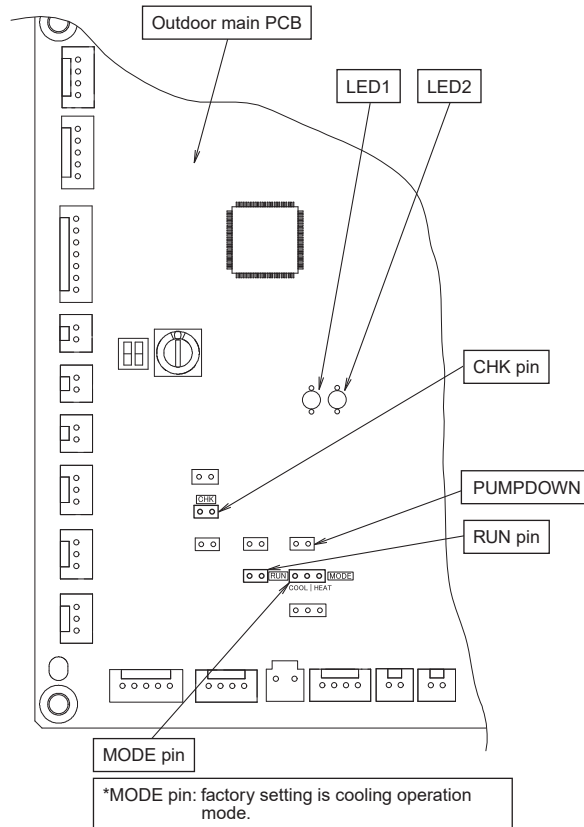 Outdoor main PCB
LED1
LED2
CHK pin
CHK
PUMPDOWN
RUN pin
RUN
MODE
COOL | HEAT
MODE pin
*MODE pin: factory setting is cooling operation
mode.